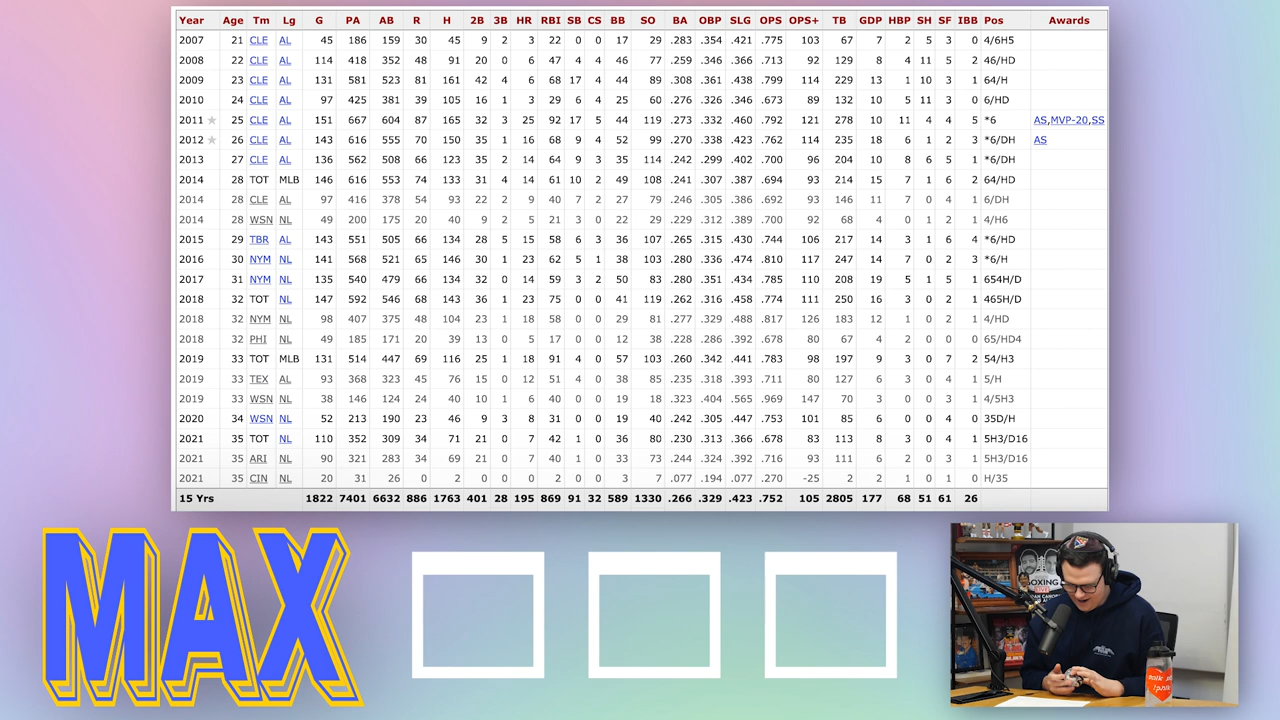 Year Age Tm Lg G PA AB R H 2B 3B HR RBI SB CS BB SO BA OBP SLG OPS OPS+ TB GDP HBP SH SF IBB Pos Awards
2007 21 CLE AL 45 186 159 30 45 9 2 3 22 0 0 17 29 .283 .354 .421 .775 103 67 7 2 5 3 0 4/6H5
2008 22 CLE AL 114 418 352 48 91 20 0 6 47 4 4 46 77 .259 .346 .366 .713 92 129 8 4 11 5 2 46/HD
2009 23 CLE AL 131 581 523 81 161 42 4 6 68 17 4 44 89 .308 .361 .438 .799 114 229 13 1 10 3 1 64/H
2010 24 CLE AL 97 425 381 39 105 16 1 3 29 6 4 25 60 .276 .326 .346 .673 89 132 10 5 11 3 0 6/HD
2011 ★ 25 CLE AL 151 667 604 87 165 32 3 25 92 17 5 44 119 .273 .332 .460 .792 121 278 10 11 4 4 5 *6 AS,MVP-20,SS
2012 ★ 26 CLE AL 143 616 555 70 150 35 1 16 68 9 4 52 99 .270 .338 .423 .762 114 235 18 6 1 2 3 *6/DH AS
2013 27 CLE AL 136 562 508 66 123 35 2 14 64 9 3 35 114 .242 .299 .402 .700 96 204 10 8 6 5 1 *6/DH
2014 28 TOT MLB 146 616 553 74 133 31 4 14 61 10 2 49 108 .241 .307 .387 .694 93 214 15 7 1 6 2 64/HD
2014 28 CLE AL 97 416 378 54 93 22 2 9 40 7 2 27 79 .246 .305 .386 .692 93 146 11 7 0 4 1 6/DH
2014 28 WSN NL 49 200 175 20 40 9 2 5 21 3 0 22 29 .229 .312 .389 .700 92 68 4 0 1 2 1 4/H6
2015 29 TBR AL 143 551 505 66 134 28 5 15 58 6 3 36 107 .265 .315 .430 .744 106 217 14 3 1 6 4 *6/HD
2016 30 NYM NL 141 568 521 65 146 30 1 23 62 5 1 38 103 .280 .336 .474 .810 117 247 14 7 0 2 3 *6/H
2017 31 NYM NL 135 540 479 66 134 32 0 14 59 3 2 50 83 .280 .351 .434 .785 110 208 19 5 1 5 1 654H/D
2018 32 TOT NL 147 592 546 68 143 36 1 23 75 0 0 41 119 .262 .316 .458 .774 111 250 16 3 0 2 1 465H/D
2018 32 NYM NL 98 407 375 48 104 23 1 18 58 0 0 29 81 .277 .329 .488 .817 126 183 12 1 0 2 1 4/HD
2018 32 PHI NL 49 185 171 20 39 13 0 5 17 0 0 12 38 .228 .286 .392 .678 80 67 4 2 0 0 0 65/HD4
2019 33 TOT MLB 131 514 447 69 116 25 1 18 91 4 0 57 103 .260 .342 .441 .783 98 197 9 3 0 7 2 54/H3
2019 33 TEX AL 93 368 323 45 76 15 0 12 51 4 0 38 85 .235 .318 .393 .711 80 127 6 3 0 4 1 5/H
2019 33 WSN NL 38 146 124 24 40 10 1 6 40 0 0 19 18 .323 .404 .565 .969 147 70 3 0 0 3 1 4/5H3
2020 34 WSN NL 52 213 190 23 46 9 3 8 31 0 0 19 40 .242 .305 .447 .753 101 85 6 0 0 4 0 35D/H
2021 35 TOT NL 110 352 309 34 71 21 0 7 42 1 0 36 80 .230 .313 .366 .678 83 113 8 3 0 4 1 5H3/D16
2021 35 ARI NL 90 321 283 34 69 21 0 7 40 1 0 33 73 .244 .324 .392 .716 93 111 6 2 0 3 1 5H3/D16
2021 35 CIN NL 20 31 26 0 2 0 0 0 2 0 0 3 7 .077 .194 .077 .270 -25 2 2 1 0 1 0 H/35
15 Yrs 1822 7401 6632 886 1763 401 28 195 869 91 32 589 1330 .266 .329 .423 .752 105 2805 177 68 51 61 26
MAX